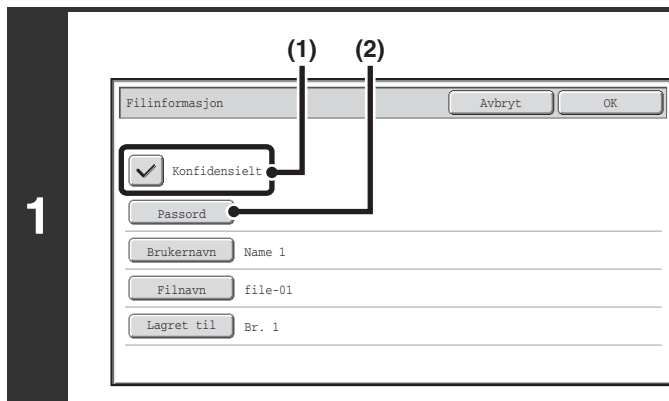 (1) (2)
Filinformasjon Avbryt OK
Konfidensielt
1
Passord
Brukernavn Name 1
Filnavn file-01
Lagret til Br. 1